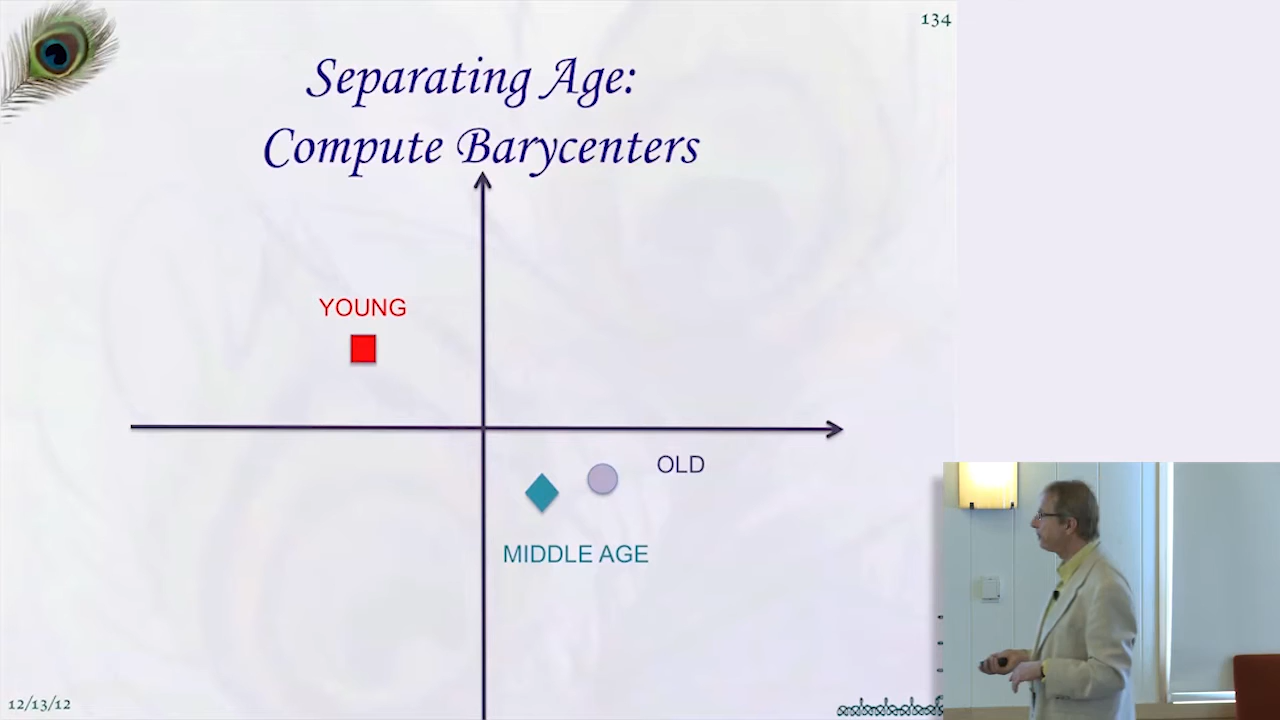 134
Separating Age:
Compute Barycenters
YOUNG
OLD
MIDDLE AGE
12/13/12